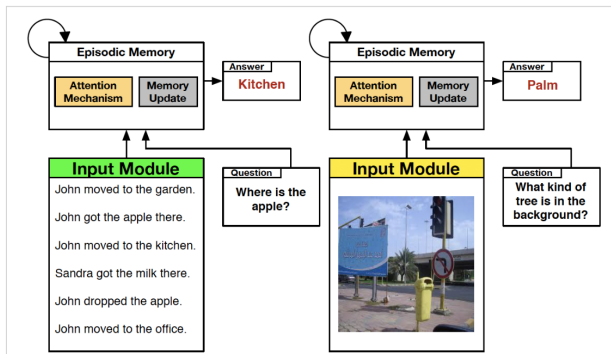 Episodic Memory
Attention
Mechanism
Memory
Update
Answer
Kitchen
Input Module
John moved to the garden.
John got the apple there.
John moved to the kitchen.
Sandra got the milk there.
John dropped the apple.
John moved to the office.
Question
Where is the
apple?
Episodic Memory
Attention
Mechanism
Memory
Update
Answer
Palm
Input Module
Question
What kind of
tree is in the
background?